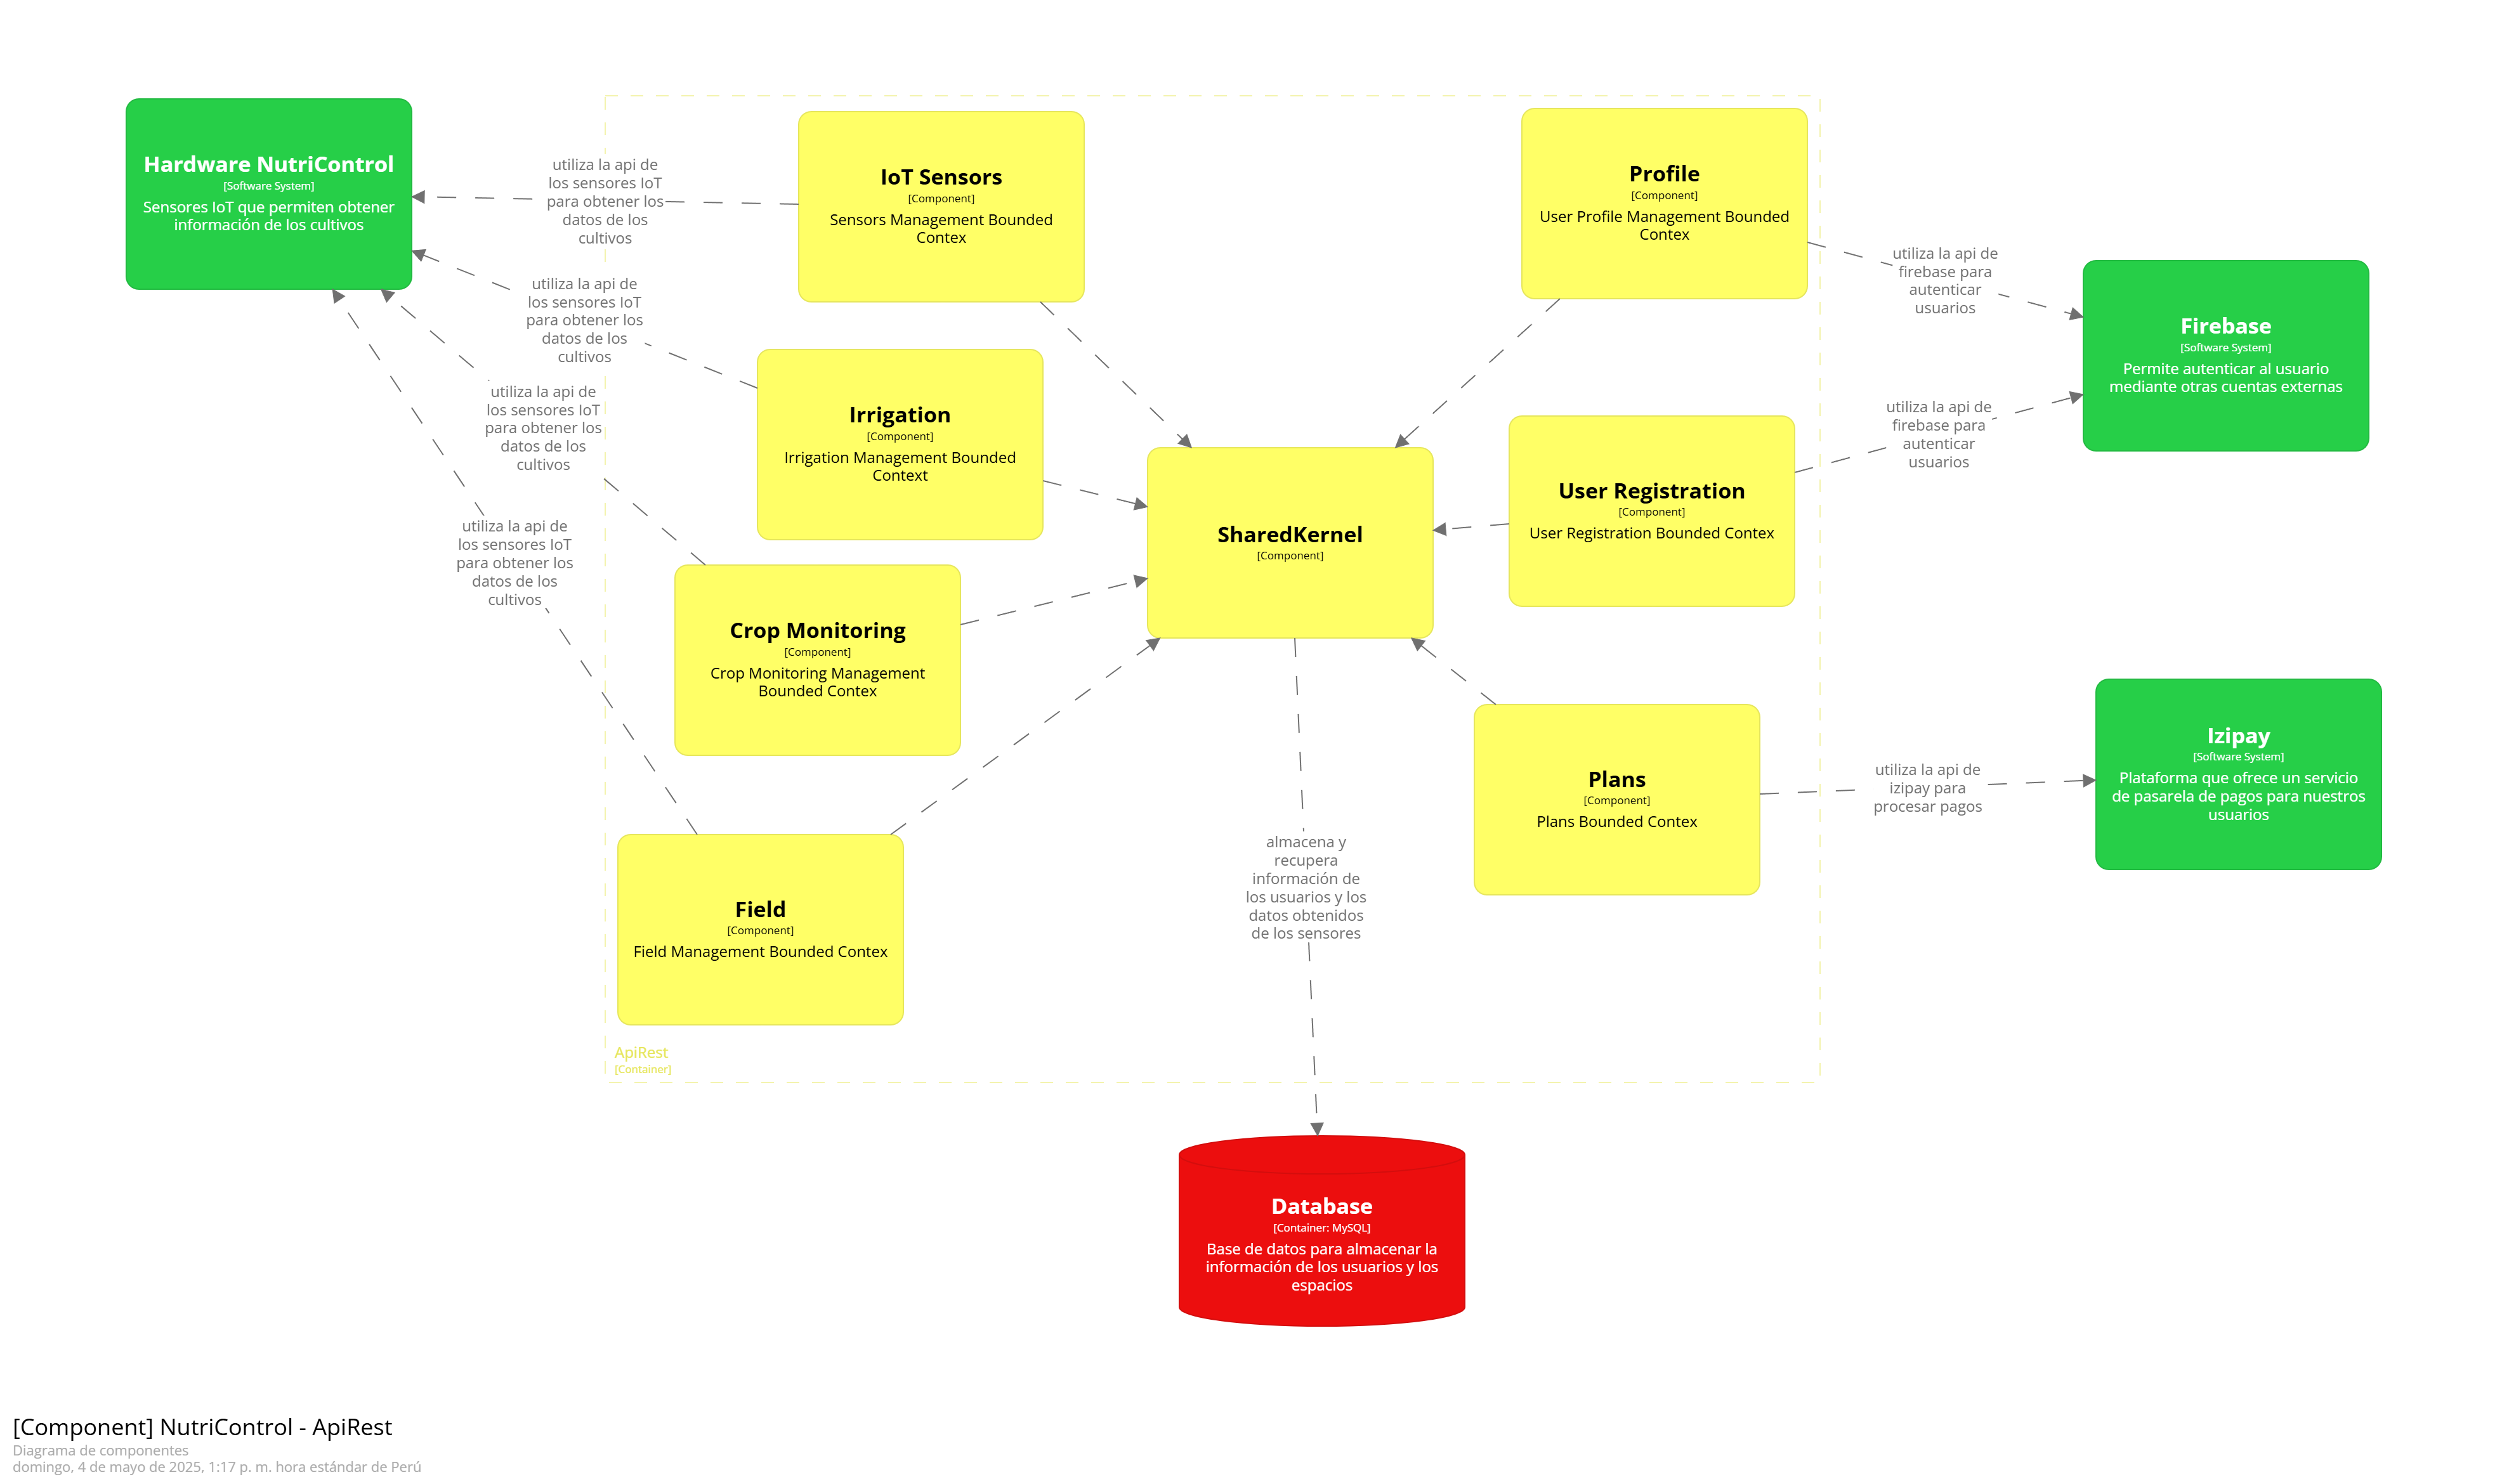 Hardware NutriControl
[Software System]
Sensores IoT que permiten obtener
información de los cultivos
utiliza la api de
los sensores IoT
para obtener los
datos de los
cultivos
IoT Sensors
[Component]
Sensors Management Bounded
Contex
Profile
[Component]
User Profile Management Bounded
Contex
utiliza la api de
firebase para
autenticar
usuarios
Firebase
[Software System]
Permite autenticar al usuario
mediante otras cuentas externas
utiliza la api de
los sensores IoT
para obtener los
datos de los
cultivos
Irrigation
[Component]
Irrigation Management Bounded
Context
utiliza la api de
firebase para
autenticar
usuarios
utiliza la api de
los sensores IoT
para obtener los
datos de los
cultivos
SharedKernel
[Component]
User Registration
[Component]
User Registration Bounded Contex
utiliza la api de
los sensores IoT
para obtener los
datos de los
cultivos
Crop Monitoring
[Component]
Crop Monitoring Management
Bounded Contex
Plans
[Component]
Plans Bounded Contex
utiliza la api de
izipay para
procesar pagos
Izipay
[Software System]
Plataforma que ofrece un servicio
de pasarela de pagos para nuestros
usuarios
almacena y
recupera
información de
los usuarios y los
datos obtenidos
de los sensores
Field
[Component]
Field Management Bounded Contex
ApiRest
[Container]
Database
[Container: MySQL]
Base de datos para almacenar la
información de los usuarios y los
espacios
[Component] NutriControl - ApiRest
Diagrama de componentes
domingo, 4 de mayo de 2025, 1:17 p. m. hora estándar de Perú